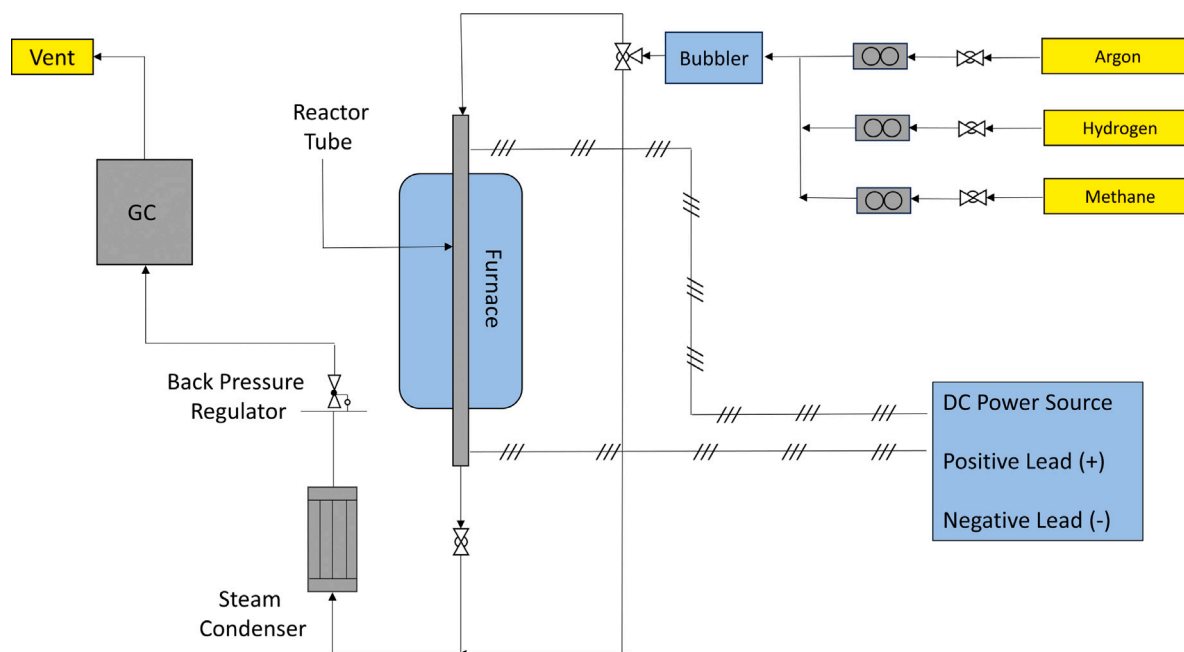 Vent
Bubbler
Argon
Reactor
Tube
Hydrogen
Methane
GC
Furnace
Back Pressure
Regulator
DC Power Source
Positive Lead (+)
Negative Lead (-)
Steam
Condenser